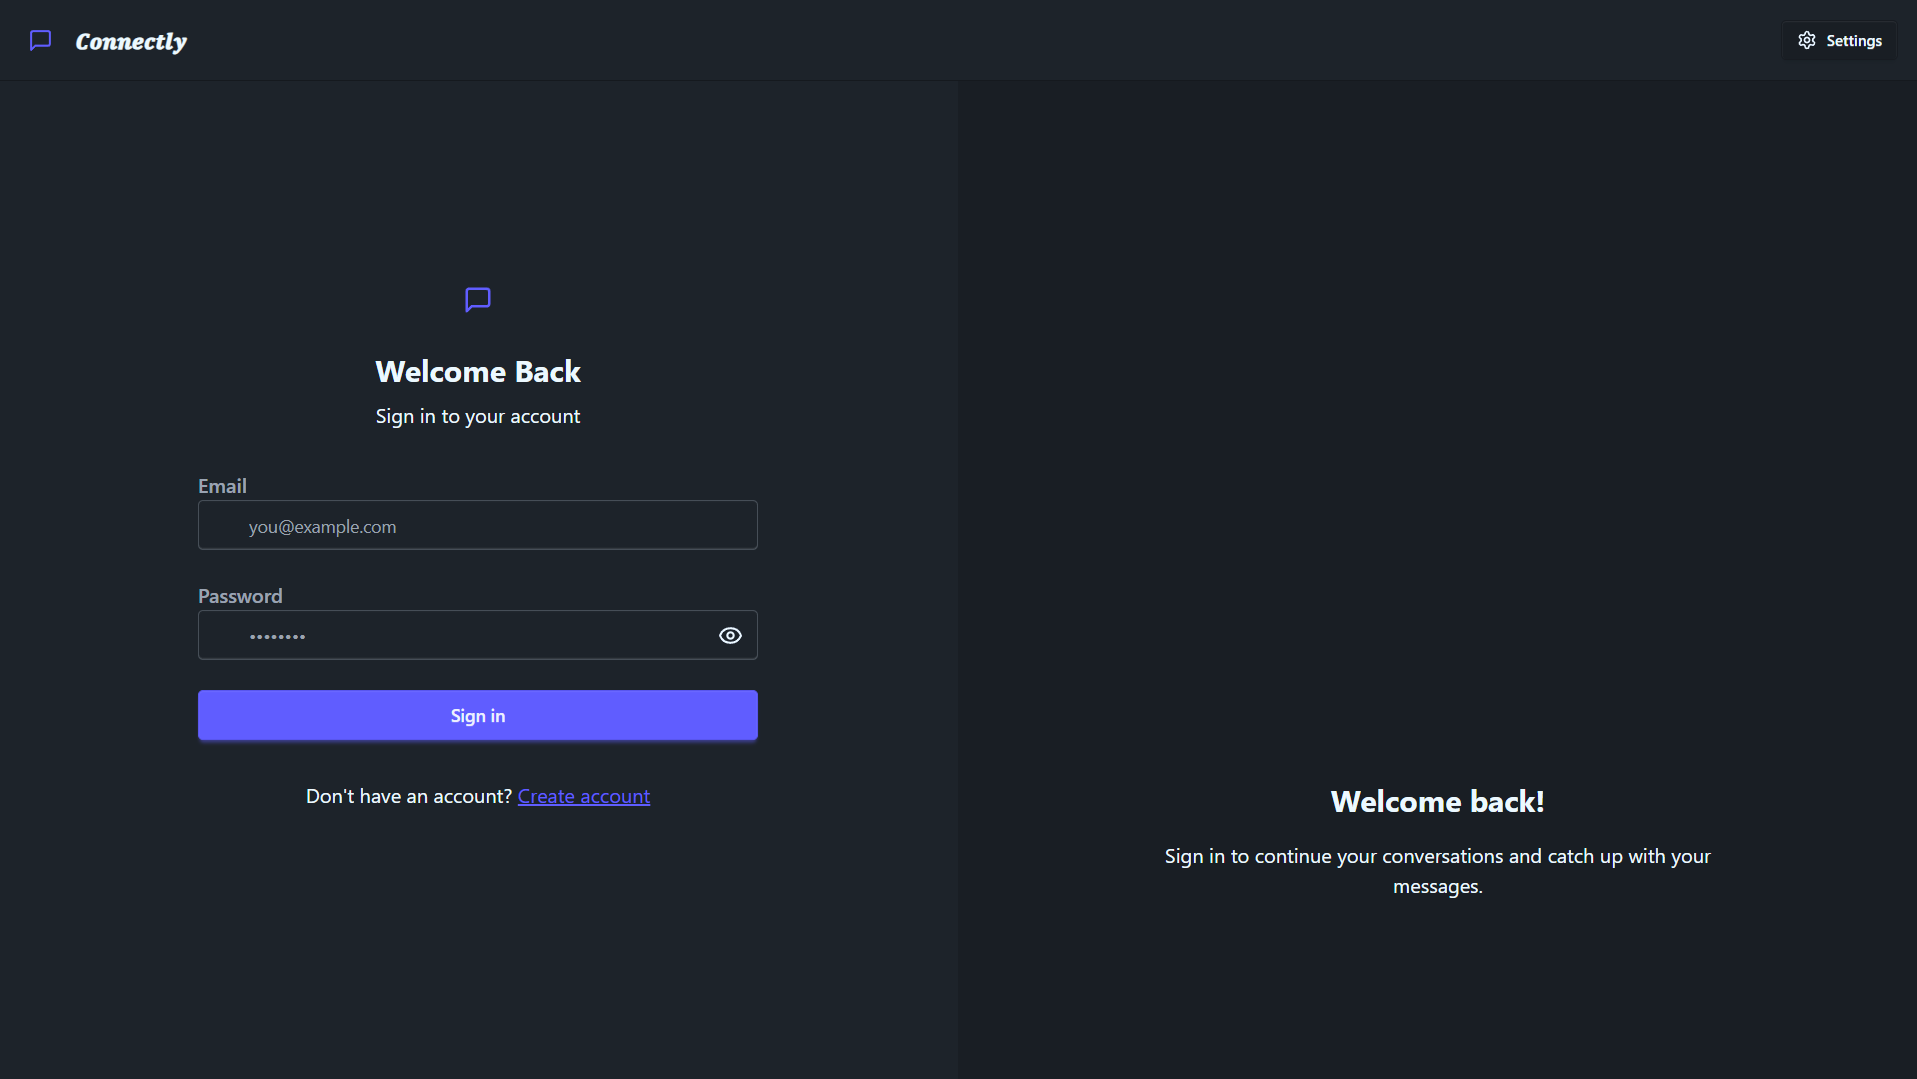 Connectly
Settings
Welcome Back
Sign in to your account
Email
you@example.com
Password
••••••••
Sign in
Don't have an account? Create account
Welcome back!
Sign in to continue your conversations and catch up with your
messages.